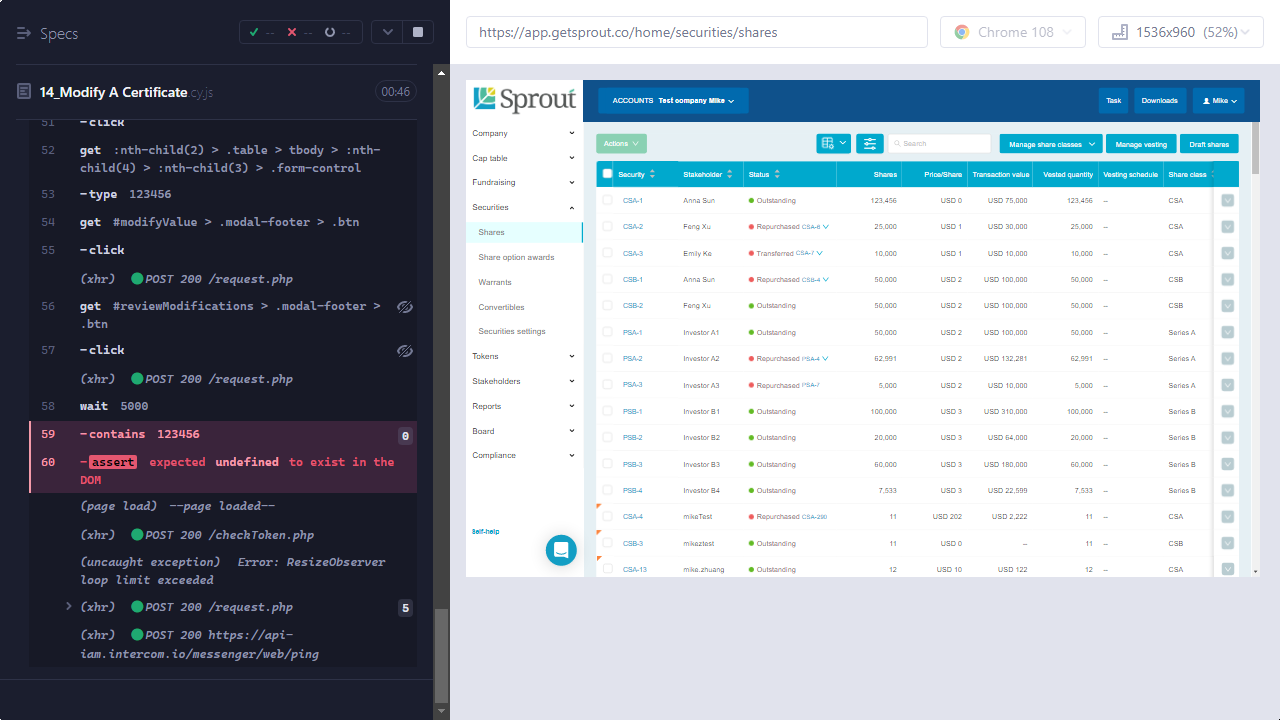 Specs
-- -- --
14_Modify A Certificate.cy.js
00:46
51 -click
52 get :nth-child(2) > .table > tbody > :nth-
child(4) > :nth-child(3) > .form-control
53 -type 123456
54 get #modifyValue > .modal-footer > .btn
55 -click
(xhr) POST 200 /request.php
56 get #reviewModifications > .modal-footer >
.btn
57 -click
(xhr) POST 200 /request.php
58 wait 5000
59 -contains 123456 0
60 -assert expected undefined to exist in the
DOM
(page load) --page loaded--
(xhr) POST 200 /checkToken.php
(uncaught exception) Error: ResizeObserver
loop limit exceeded
(xhr) POST 200 /request.php 5
(xhr) POST 200 https://api-
iam.intercom.io/messenger/web/ping
https://app.getsprout.co/home/securities/shares
Chrome 108
1536x960 (52%)
Sprout
ACCOUNTS Test company Mike
Task
Downloads
Mike
Company
Cap table
Fundraising
Securities
Shares
Share option awards
Warrants
Convertibles
Securities settings
Tokens
Stakeholders
Reports
Board
Compliance
Self-help
Actions
Search
Manage share classes
Manage vesting
Draft shares
Security Stakeholder Status Shares Price/Share Transaction value Vested quantity Vesting schedule Share class
CSA-1 Anna Sun Outstanding 123,456 USD 0 USD 75,000 123,456 -- CSA
CSA-2 Feng Xu Repurchased CSA-6 25,000 USD 1 USD 30,000 25,000 -- CSA
CSA-3 Emily Ke Transferred CSA-7 10,000 USD 1 USD 10,000 10,000 -- CSA
CSB-1 Anna Sun Repurchased CSB-4 50,000 USD 2 USD 100,000 50,000 -- CSB
CSB-2 Feng Xu Outstanding 50,000 USD 2 USD 100,000 50,000 -- CSB
PSA-1 Investor A1 Outstanding 50,000 USD 2 USD 100,000 50,000 -- Series A
PSA-2 Investor A2 Repurchased PSA-4 62,991 USD 2 USD 132,281 62,991 -- Series A
PSA-3 Investor A3 Repurchased PSA-7 5,000 USD 2 USD 10,000 5,000 -- Series A
PSB-1 Investor B1 Outstanding 100,000 USD 3 USD 310,000 100,000 -- Series B
PSB-2 Investor B2 Outstanding 20,000 USD 3 USD 64,000 20,000 -- Series B
PSB-3 Investor B3 Outstanding 60,000 USD 3 USD 180,000 60,000 -- Series B
PSB-4 Investor B4 Outstanding 7,533 USD 3 USD 22,599 7,533 -- Series B
CSA-4 mikeTest Repurchased CSA-290 11 USD 202 USD 2,222 11 -- CSA
CSB-3 mikeztest Outstanding 11 USD 0 -- 11 -- CSB
CSA-13 mike.zhuang Outstanding 12 USD 10 USD 122 12 -- CSA